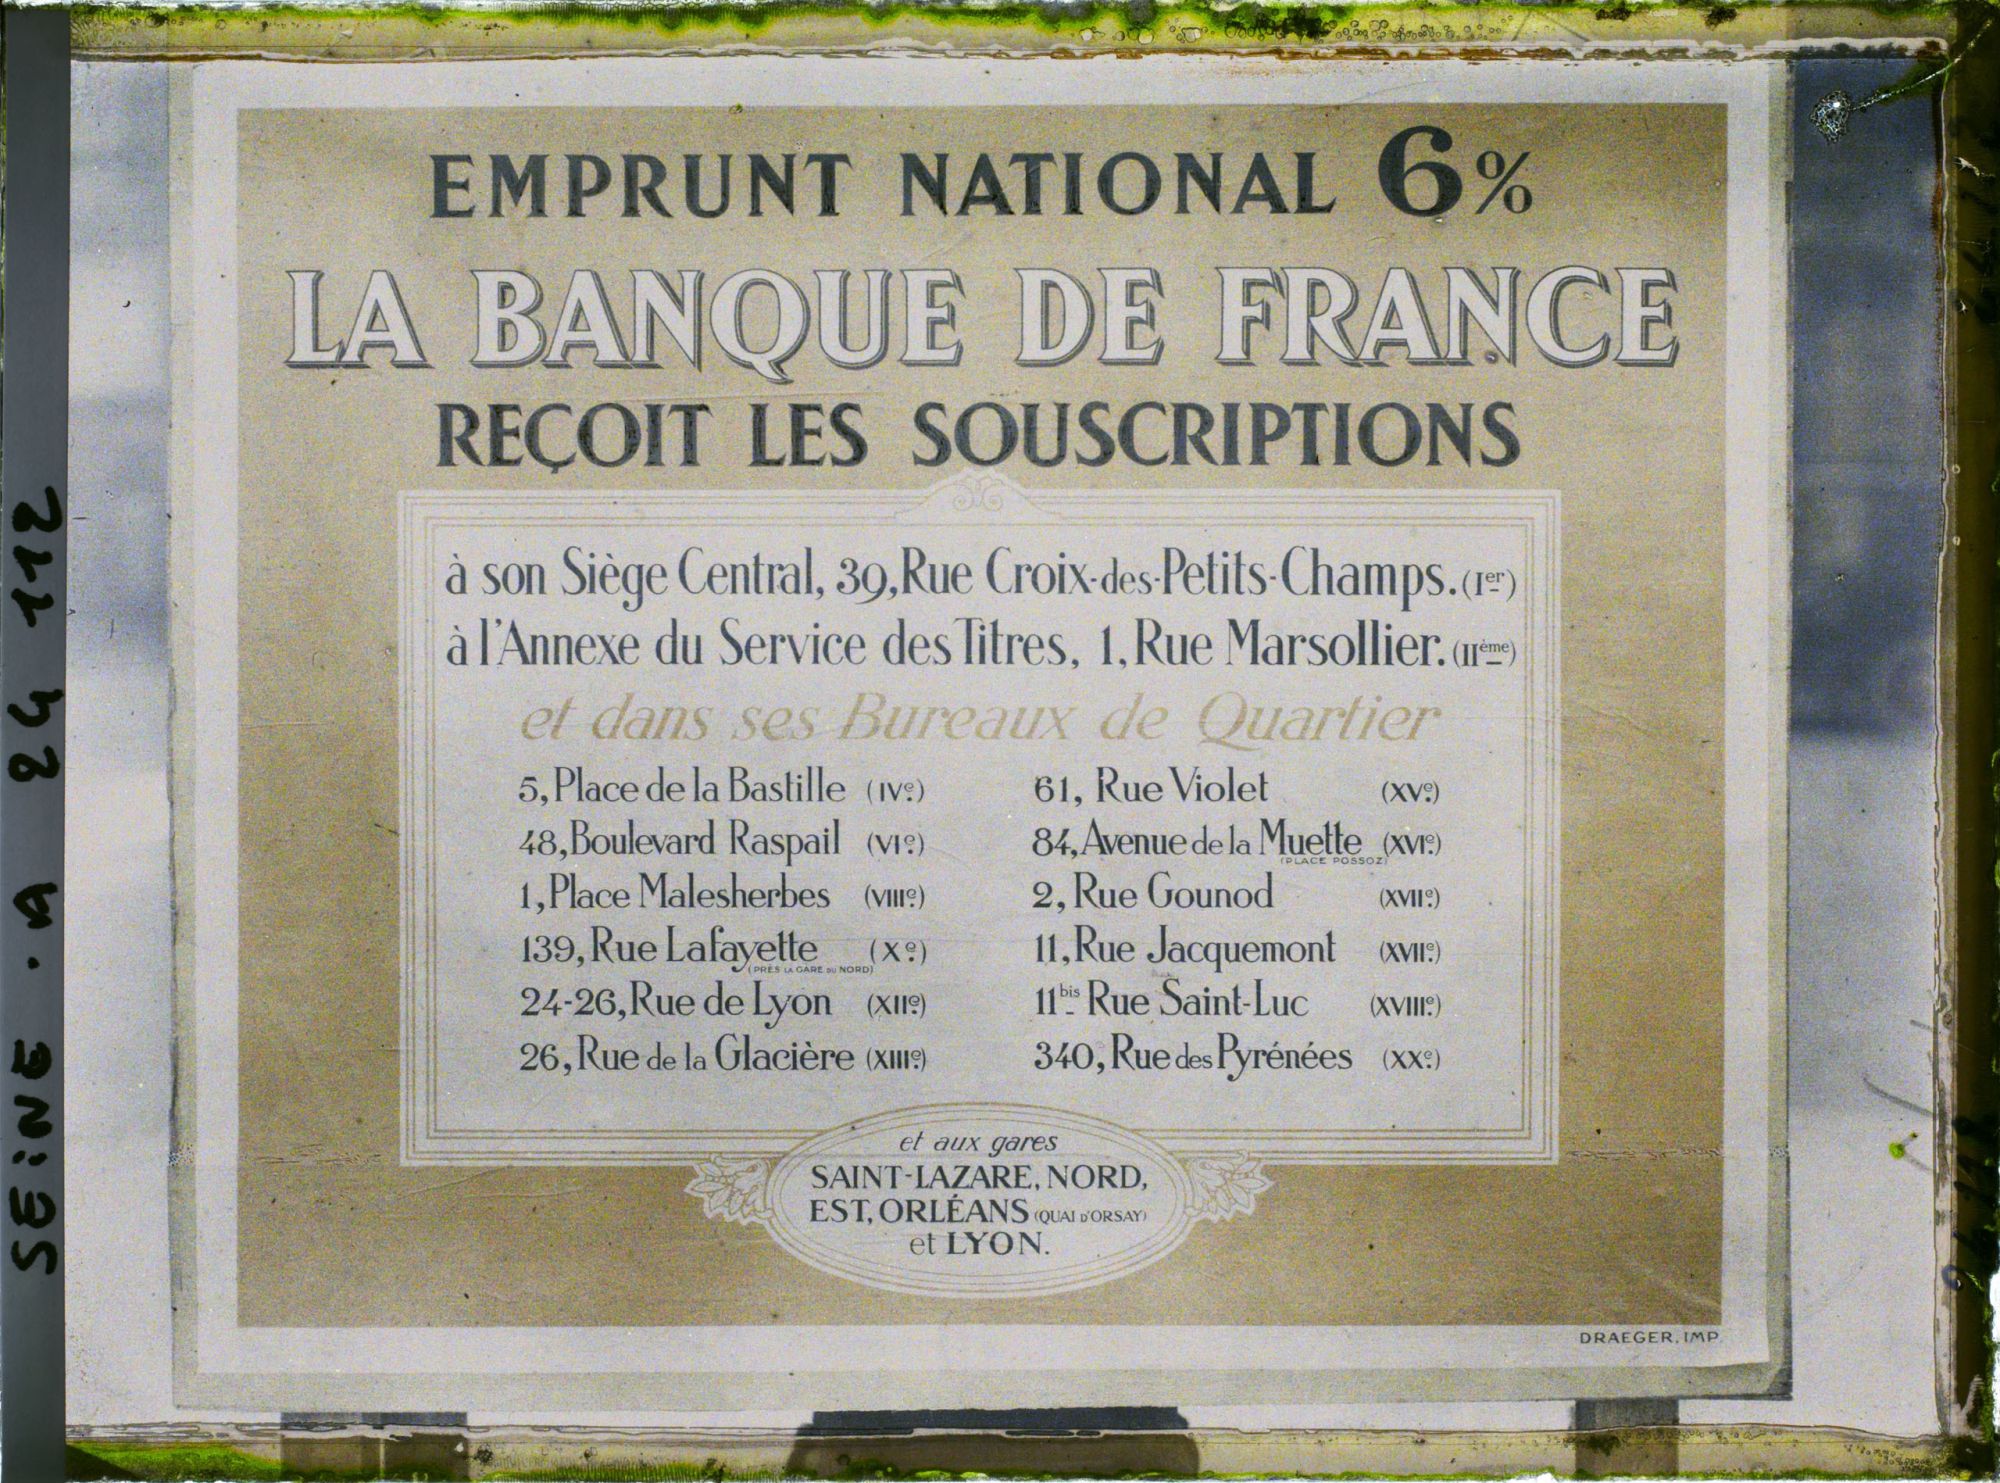 EMPRUNT NATIONAL 6%
LA BANQUE DE FRANCE
REÇOIT LES SOUSCRIPTIONS
à son Siège Central, 39, Rue Croix-des-Petits-Champs. (Ier)
à l'Annexe du Service des Titres, 1, Rue Marsollier. (IIème)
et dans ses Bureaux de Quartier
5, Place de la Bastille (IVe)
48, Boulevard Raspail (VIe)
1, Place Malesherbes (VIIIe)
139, Rue Lafayette (Xe)
(PRÈS LA GARE DU NORD)
24-26, Rue de Lyon (XIIe)
26, Rue de la Glacière (XIIIe)
61, Rue Violet (XVe)
84, Avenue de la Muette (XVIe)
(PLACE POSSOZ)
2, Rue Gounod (XVIIe)
11, Rue Jacquemont (XVIIe)
11bis Rue Saint-Luc (XVIIIe)
340, Rue des Pyrénées (XXe)
et aux gares
SAINT-LAZARE, NORD,
EST, ORLÉANS (QUAI D'ORSAY)
et LYON.
DRAEGER, IMP.
SEINE . A 24 112